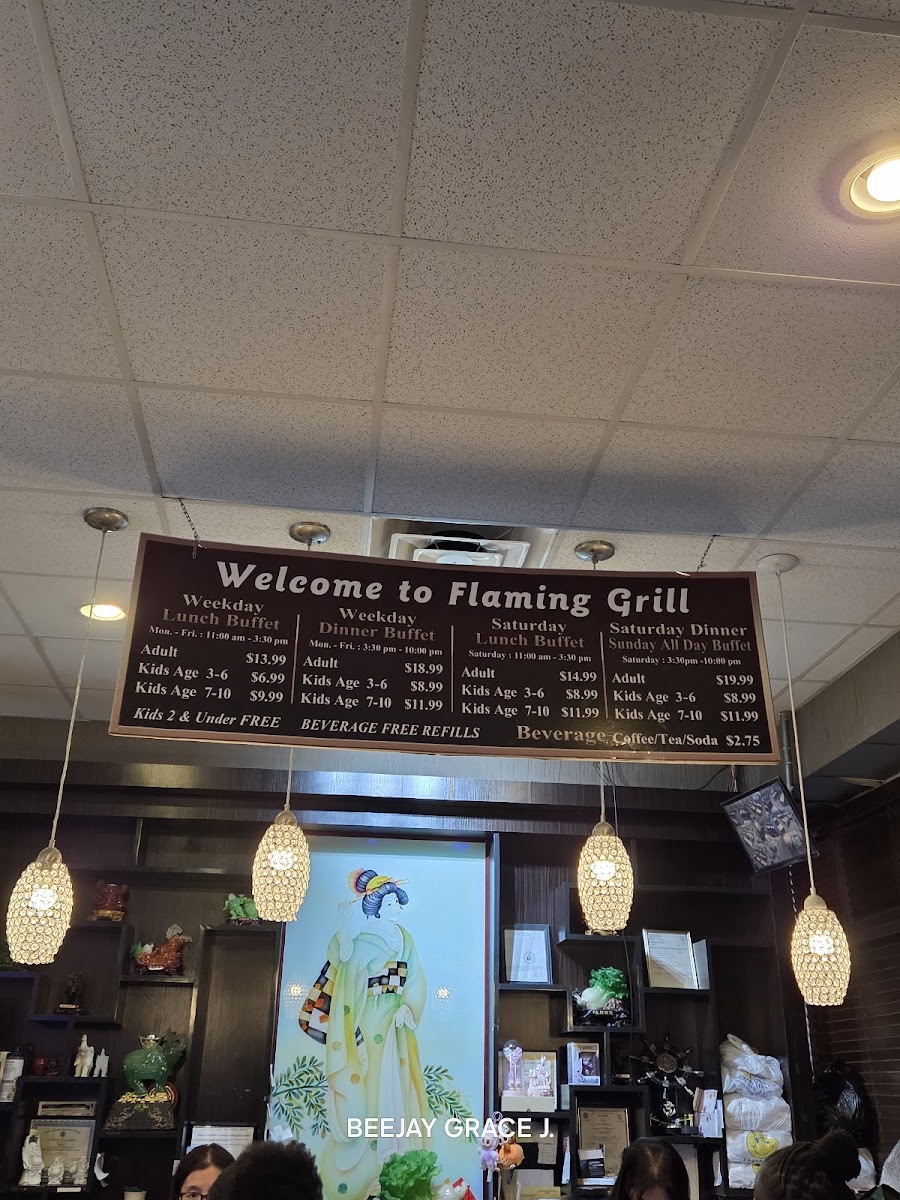 Welcome to Flaming Grill
Weekday
Lunch Buffet
Mon. - Fri. : 11:00 am - 3:30 pm
Adult $13.99
Kids Age 3-6 $6.99
Kids Age 7-10 $9.99
Weekday
Dinner Buffet
Mon. - Fri. : 3:30 pm - 10:00 pm
Adult $18.99
Kids Age 3-6 $8.99
Kids Age 7-10 $11.99
Saturday
Lunch Buffet
Saturday : 11:00 am - 3:30 pm
Adult $14.99
Kids Age 3-6 $8.99
Kids Age 7-10 $11.99
Saturday Dinner
Sunday All Day Buffet
Saturday : 3:30pm -10:00 pm
Adult $19.99
Kids Age 3-6 $8.99
Kids Age 7-10 $11.99
Kids 2 & Under FREE BEVERAGE FREE REFILLS Beverage Coffee/Tea/Soda $2.75
BEEJAY GRACE J.